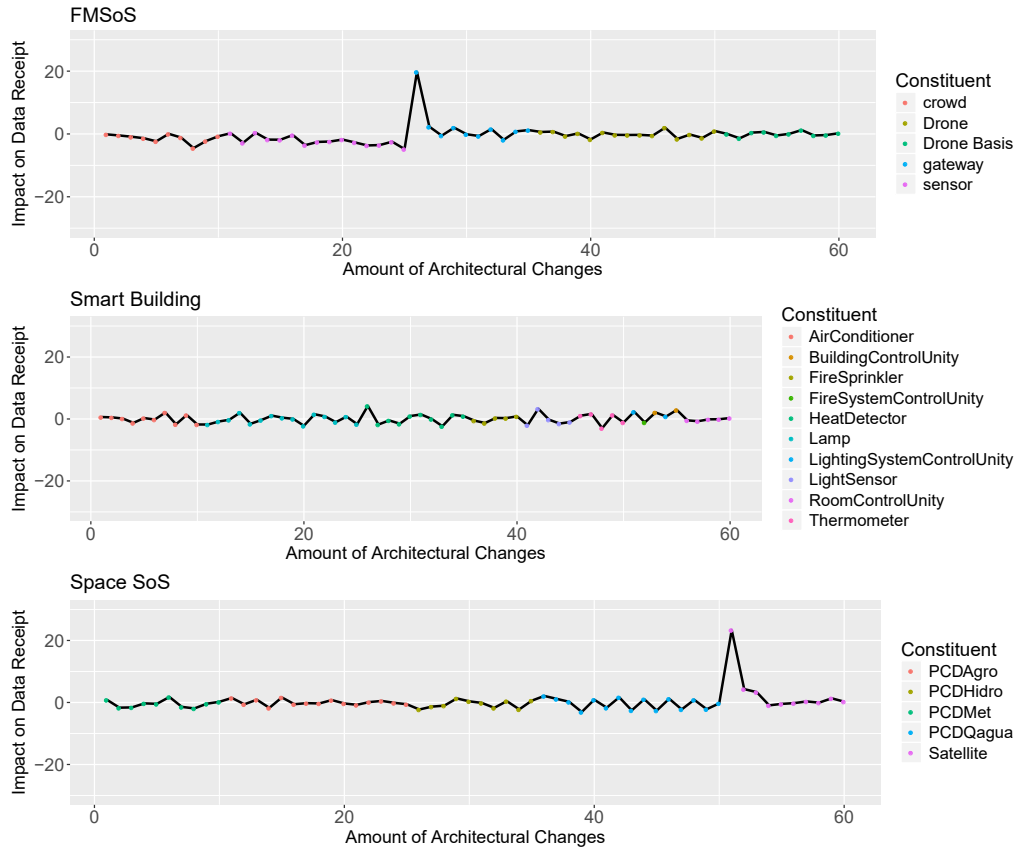 FMSoS
Impact on Data Receipt
20
0
−20
0 20 40 60
Amount of Architectural Changes
Constituent
crowd
Drone
Drone Basis
gateway
sensor
Smart Building
Impact on Data Receipt
20
0
−20
0 20 40 60
Amount of Architectural Changes
Constituent
AirConditioner
BuildingControlUnity
FireSprinkler
FireSystemControlUnity
HeatDetector
Lamp
LightingSystemControlUnity
LightSensor
RoomControlUnity
Thermometer
Space SoS
Impact on Data Receipt
20
0
−20
0 20 40 60
Amount of Architectural Changes
Constituent
PCDAgro
PCDHidro
PCDMet
PCDQagua
Satellite